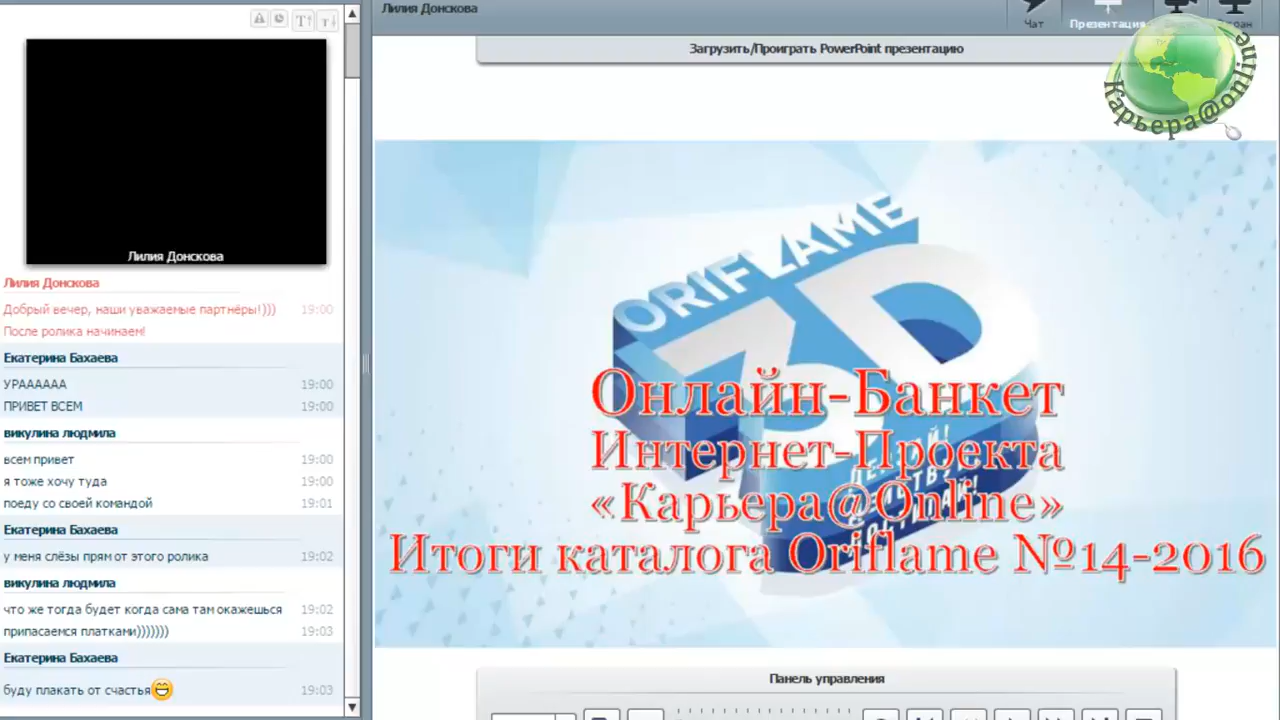 Лилия Донскова
Чат
Презентация
Загрузить/Проиграть PowerPoint презентацию
Карьера@online
Лилия Донскова
Лилия Донскова
Добрый вечер, наши уважаемые партнёры!))) 19:00
После ролика начинаем!
Екатерина Бахаева
УРАААААА 19:00
ПРИВЕТ ВСЕМ 19:00
викулина людмила
всем привет 19:00
я тоже хочу туда 19:00
поеду со своей командой 19:01
Екатерина Бахаева
у меня слёзы прям от этого ролика 19:02
викулина людмила
что же тогда будет когда сама там окажешься 19:02
припасаемся платками))))))) 19:03
Екатерина Бахаева
буду плакать от счастья 19:03
ORIFLAME
3D
Онлайн-Банкет
Интернет-Проекта
«Карьера@Online»
Итоги каталога Oriflame №14-2016
Панель управления